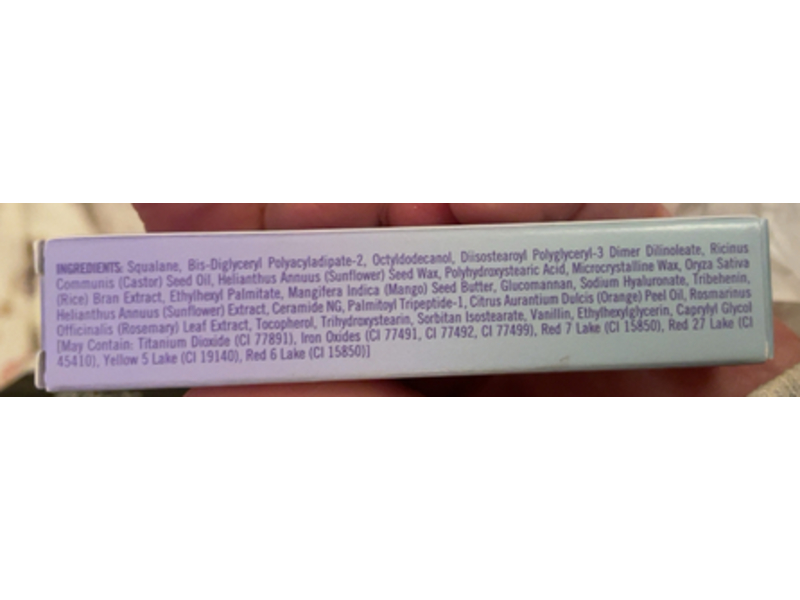 INGREDIENTS: Squalane, Bis-Diglyceryl Polyacyladipate-2, Octyldodecanol, Diisostearoyl Polyglyceryl-3 Dimer Dilinoleate, Ricinus
Communis (Castor) Seed Oil, Helianthus Annuus (Sunflower) Seed Wax, Polyhydroxystearic Acid, Microcrystalline Wax, Oryza Sativa
(Rice) Bran Extract, Ethylhexyl Palmitate, Mangifera Indica (Mango) Seed Butter, Glucomannan, Sodium Hyaluronate, Tribehenin,
Helianthus Annuus (Sunflower) Extract, Ceramide NG, Palmitoyl Tripeptide-1, Citrus Aurantium Dulcis (Orange) Peel Oil, Rosmarinus
Officinalis (Rosemary) Leaf Extract, Tocopherol, Trihydroxystearin, Sorbitan Isostearate, Vanillin, Ethylhexylglycerin, Caprylyl Glycol
[May Contain: Titanium Dioxide (CI 77891), Iron Oxides (CI 77491, CI 77492, CI 77499), Red 7 Lake (CI 15850), Red 27 Lake (CI
45410), Yellow 5 Lake (CI 19140), Red 6 Lake (CI 15850)]